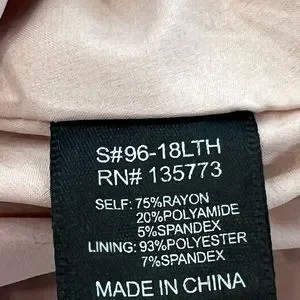 S#96-18LTH
RN# 135773
SELF: 75%RAYON
20%POLYAMIDE
5%SPANDEX
LINING: 93%POLYESTER
7%SPANDEX
MADE IN CHINA